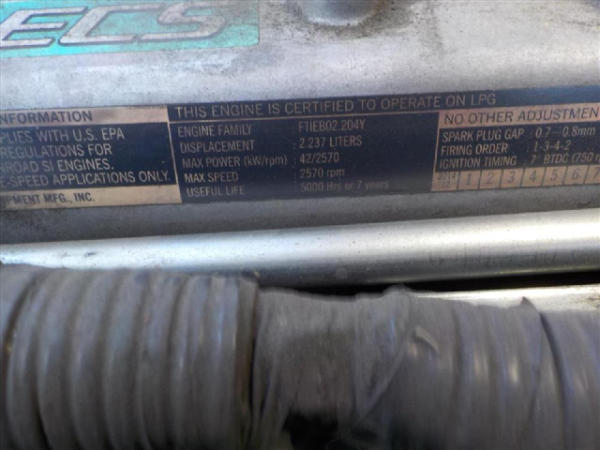 ECS
THIS ENGINE IS CERTIFIED TO OPERATE ON LPG
INFORMATION
PLIES WITH U.S. EPA
REGULATIONS FOR
ROAD SI ENGINES.
-SPEED APPLICATIONS ONLY.
PMENT MFG., INC.
ENGINE FAMILY : FTIEB02.204Y
DISPLACEMENT : 2.237 LITERS
MAX POWER (kW/rpm) : 42/2570
MAX SPEED : 2570 rpm
USEFUL LIFE : 5000 Hrs or 7 years
NO OTHER ADJUSTMEN
SPARK PLUG GAP : 0.7-0.8mm
FIRING ORDER : 1-3-4-2
IGNITION TIMING : 7° BTDC (750 r
1 2 3 4 5 6 7